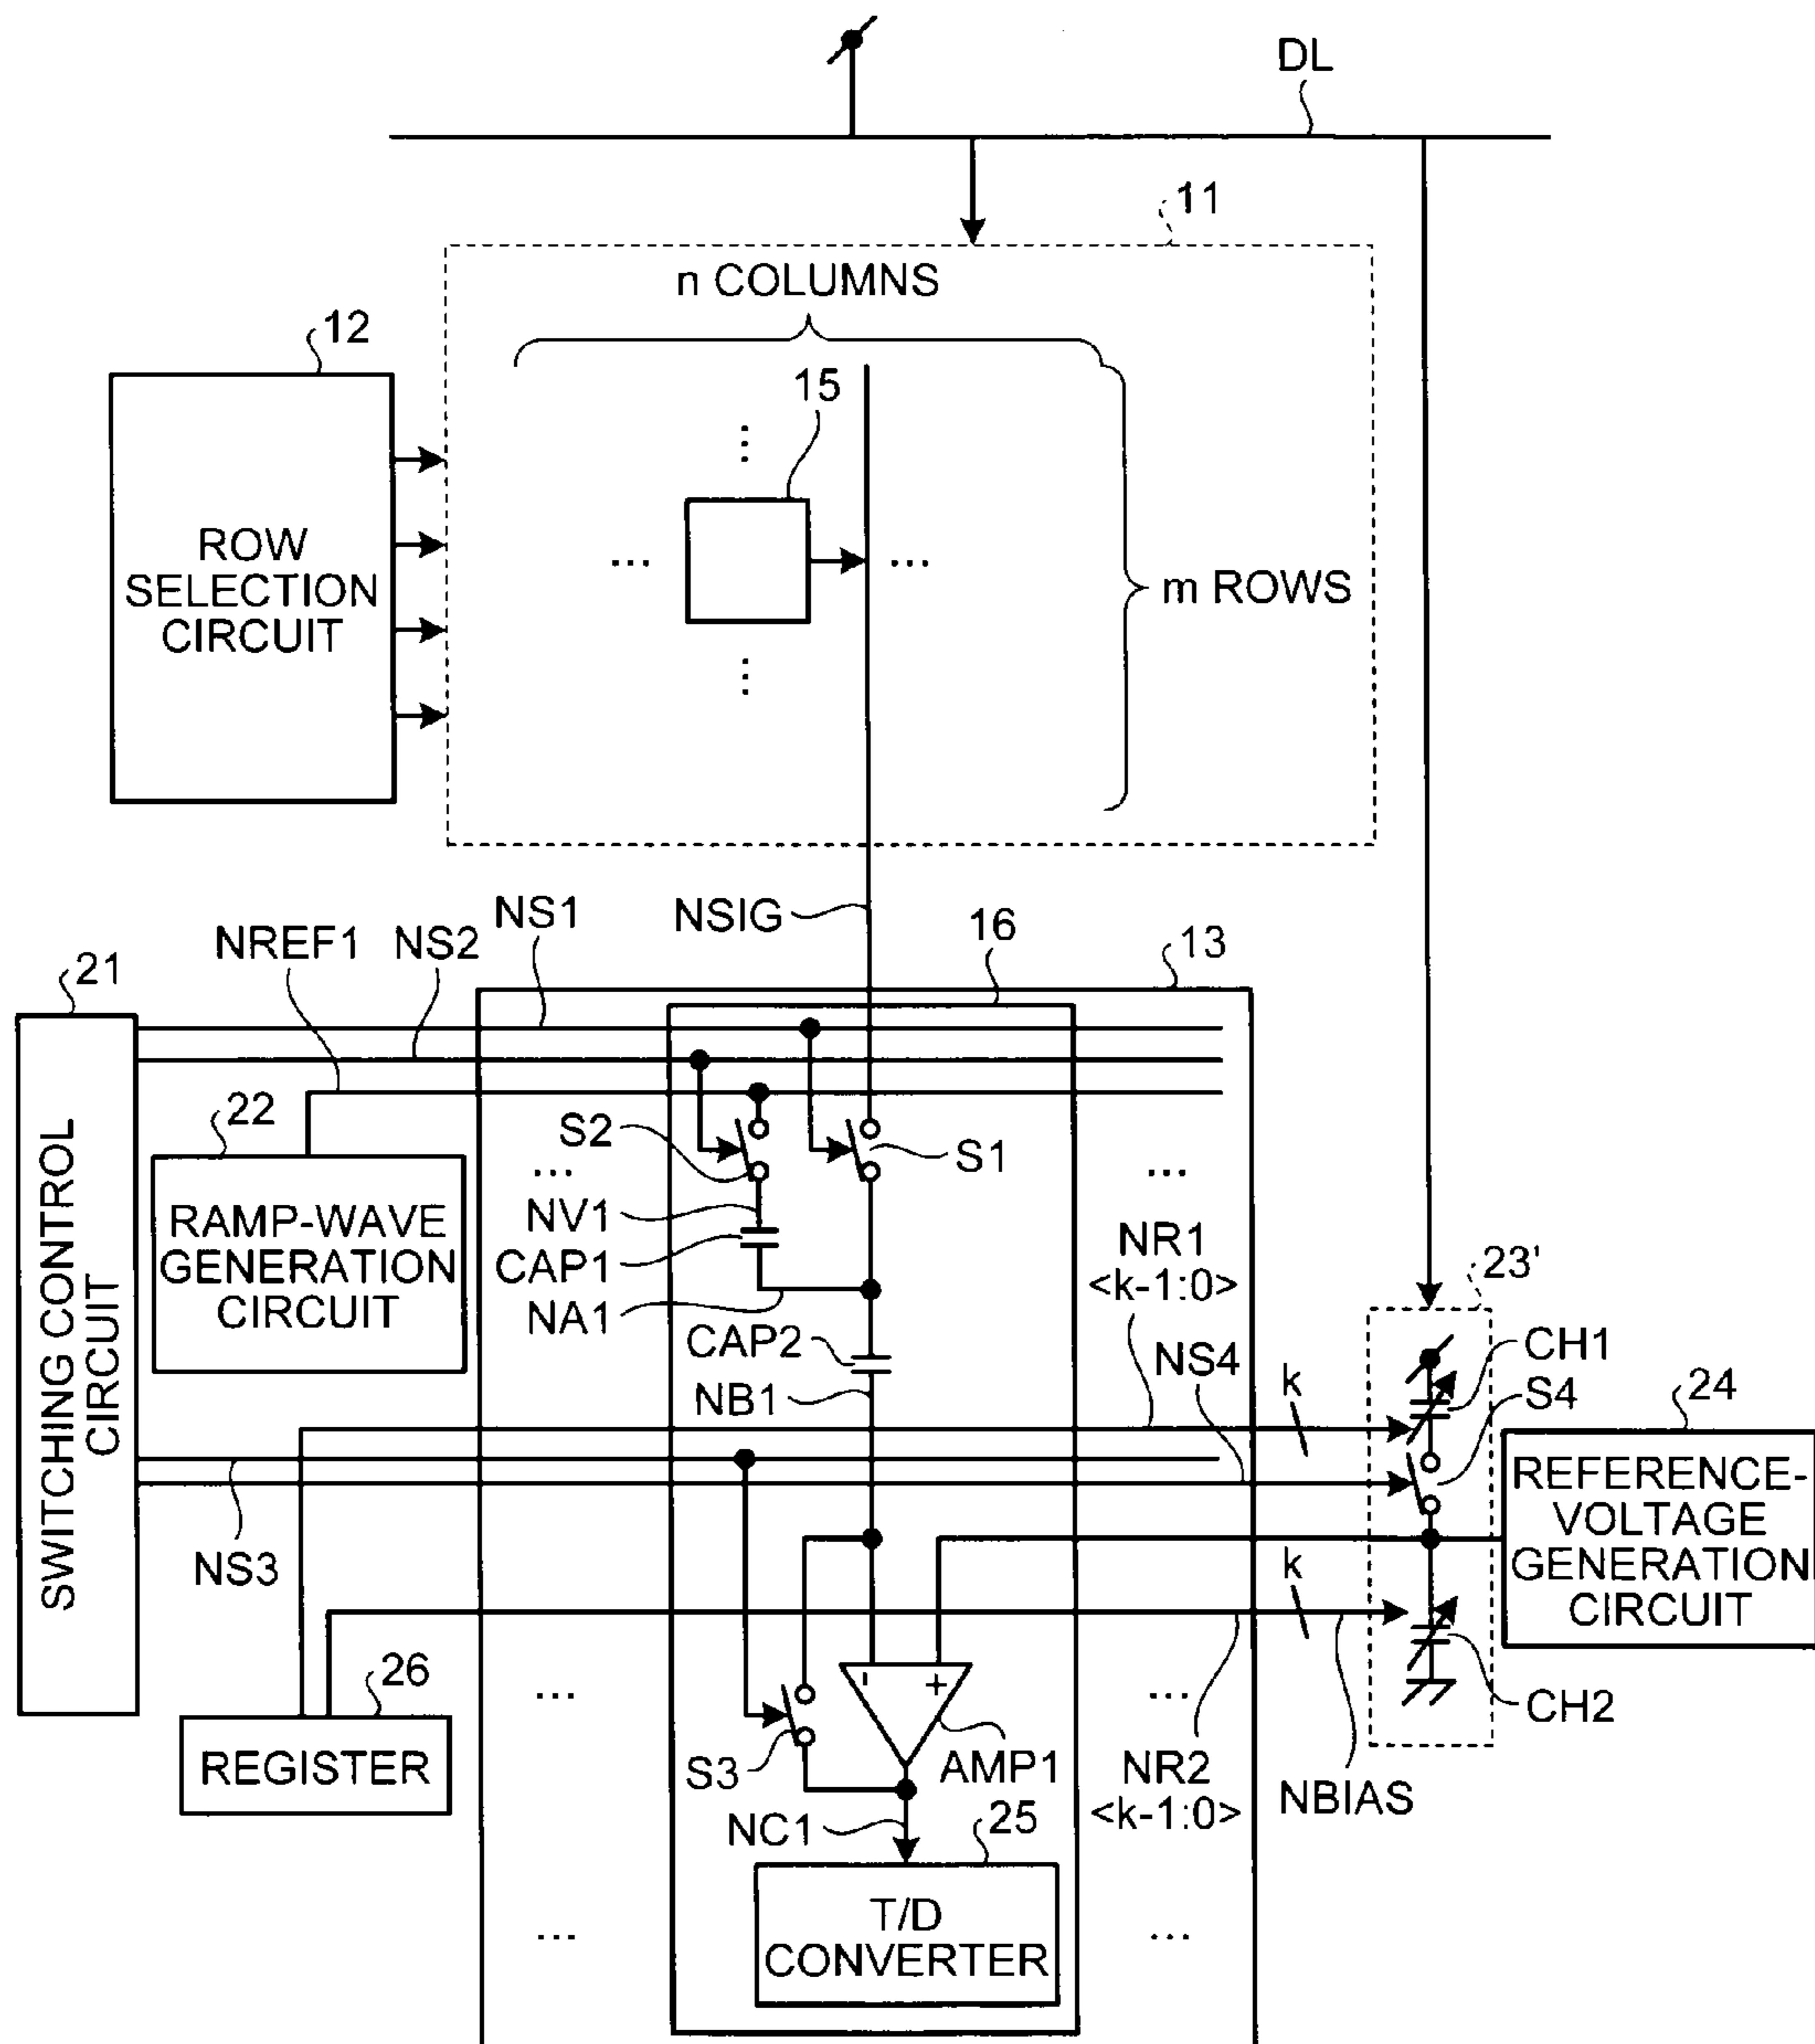 DL
11
n COLUMNS
12
15
...
ROW
SELECTION
CIRCUIT
...
...
m ROWS
...
NSIG
NS1
16
13
NREF1
NS2
21
SWITCHING CONTROL
CIRCUIT
22
S2
S1
...
...
RAMP-WAVE
GENERATION
CIRCUIT
NV1
CAP1
NA1
NR1
<k-1:0>
23'
CAP2
NS4
CH1
k
S4
24
NB1
REFERENCE-
VOLTAGE
GENERATION
CIRCUIT
NS3
k
26
-
+
...
...
CH2
REGISTER
S3
AMP1
NR2
<k-1:0>
NBIAS
NC1
25
T/D
CONVERTER
...
...